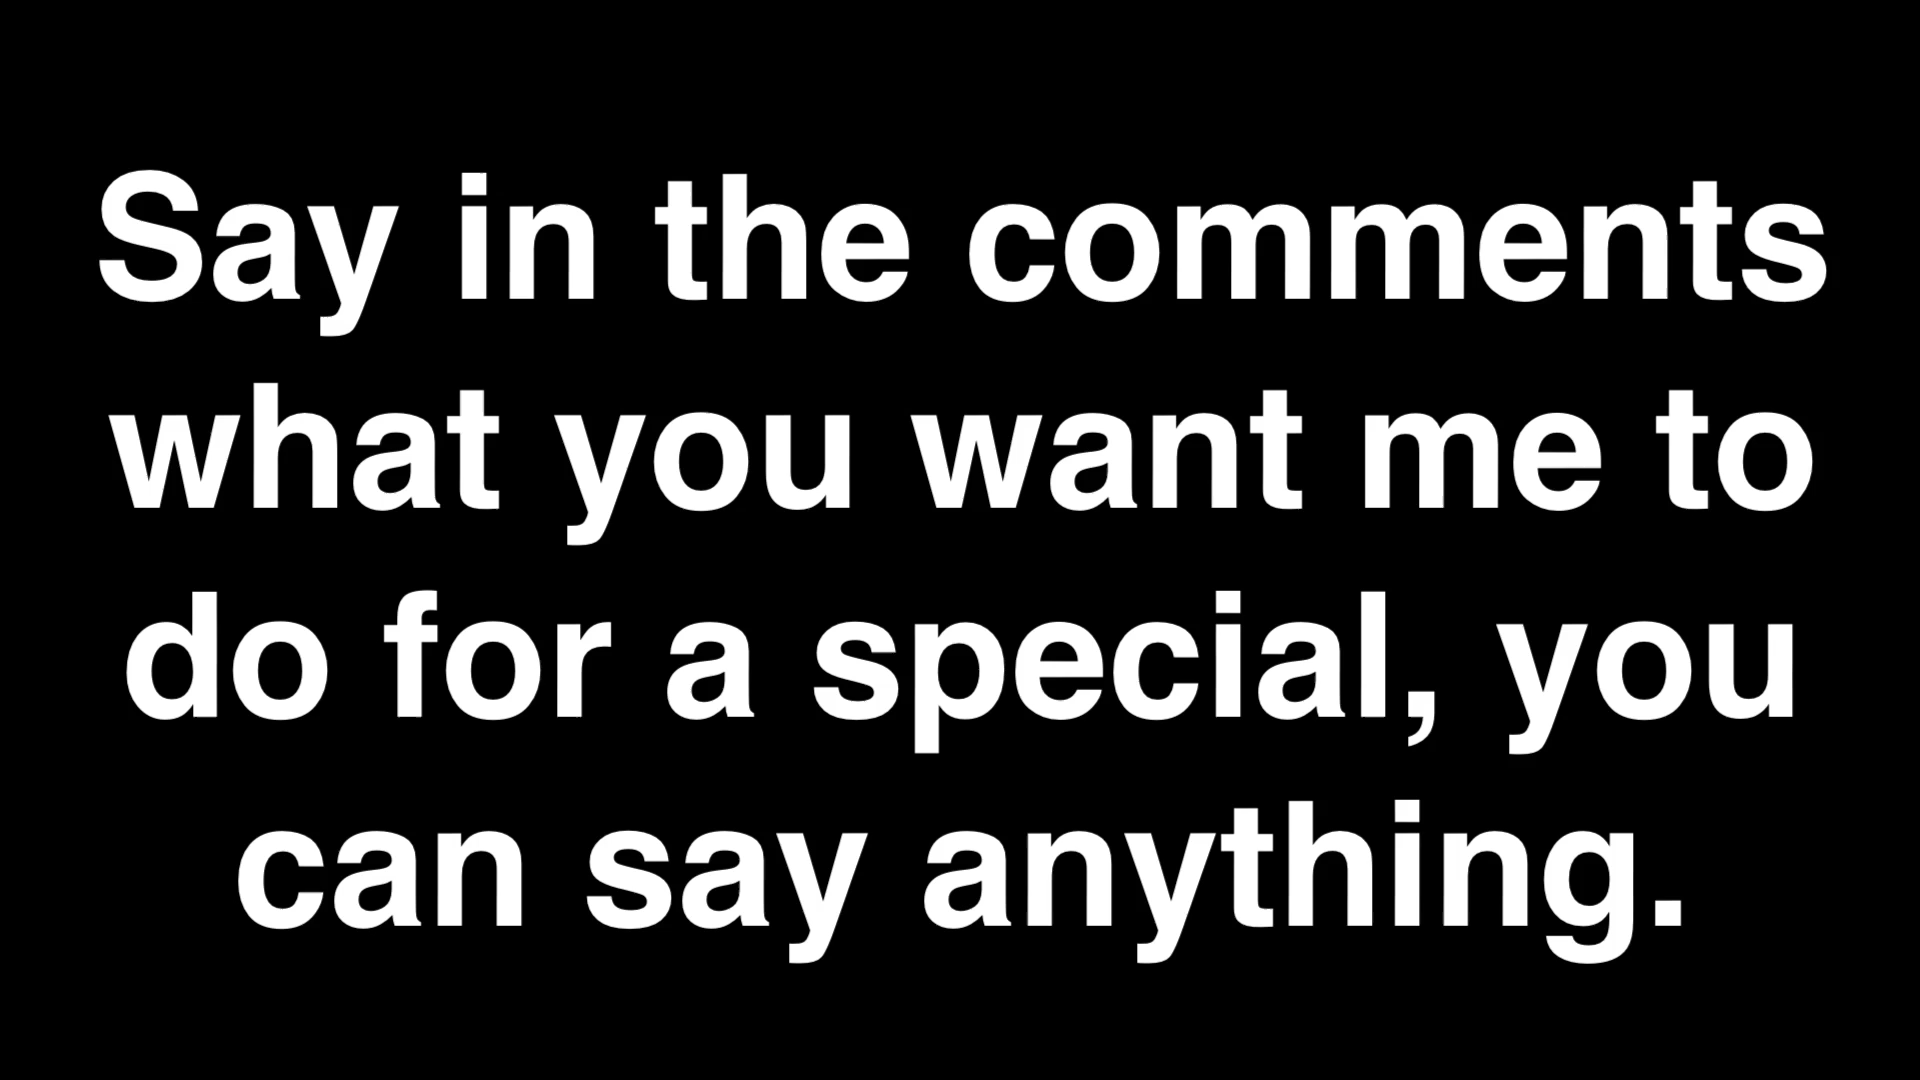 Say in the comments
what you want me to
do for a special, you
can say anything.